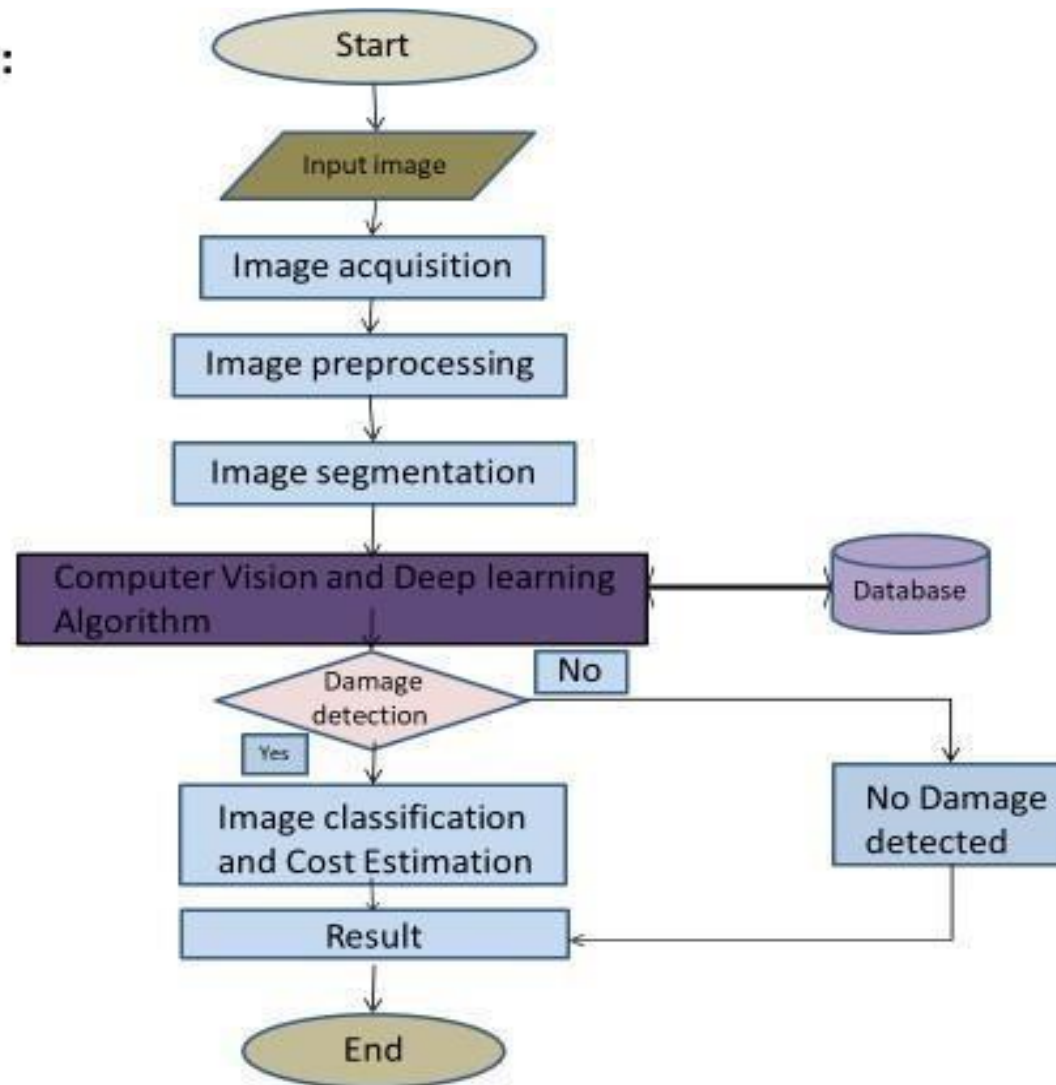 :
Start
Input image
Image acquisition
Image preprocessing
Image segmentation
Computer Vision and Deep learning
Algorithm
Database
No
Damage
detection
Yes
Image classification
and Cost Estimation
No Damage
detected
Result
End